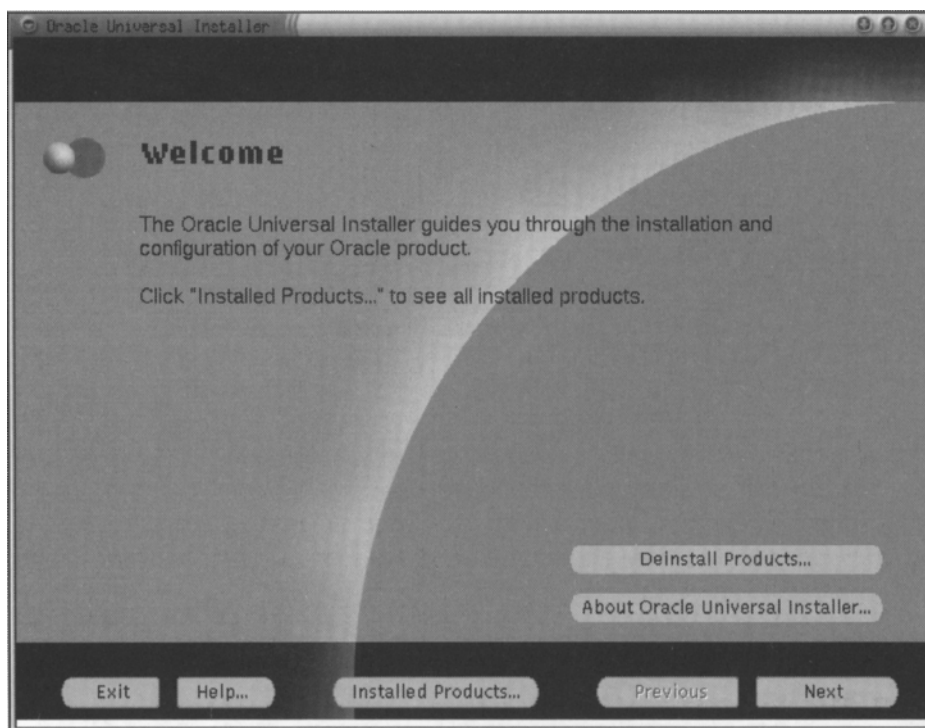 Oracle Universal Installer
Welcome
The Oracle Universal Installer guides you through the installation and
configuration of your Oracle product.
Click "Installed Products..." to see all installed products.
Deinstall Products...
About Oracle Universal Installer...
Exit Help... Installed Products... Previous Next